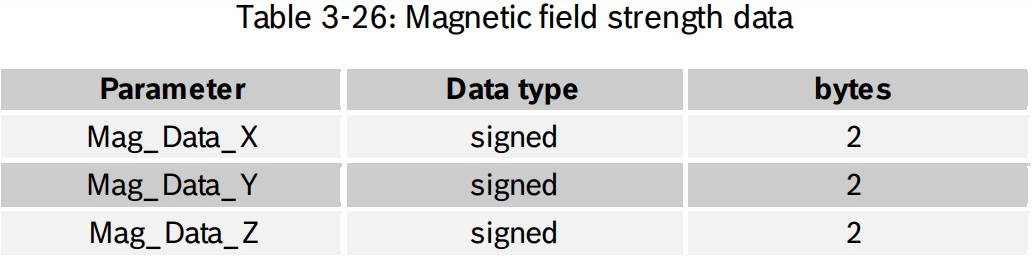 Table 3-26: Magnetic field strength data
Parameter Data type bytes
Mag_Data_X signed 2
Mag_Data_Y signed 2
Mag_Data_Z signed 2